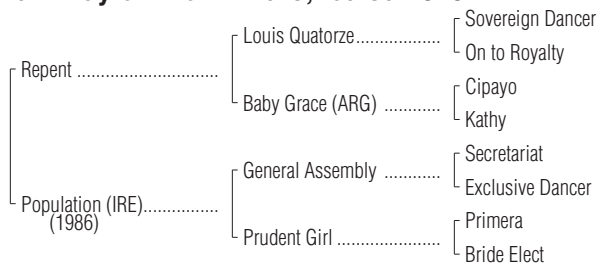 Sovereign Dancer
Louis Quatorze..................
On to Royalty
Repent ..............................
Cipayo
Baby Grace (ARG) ............
Kathy
Secretariat
General Assembly ............
Exclusive Dancer
Population (IRE)................
(1986)
Primera
Prudent Girl ......................
Bride Elect